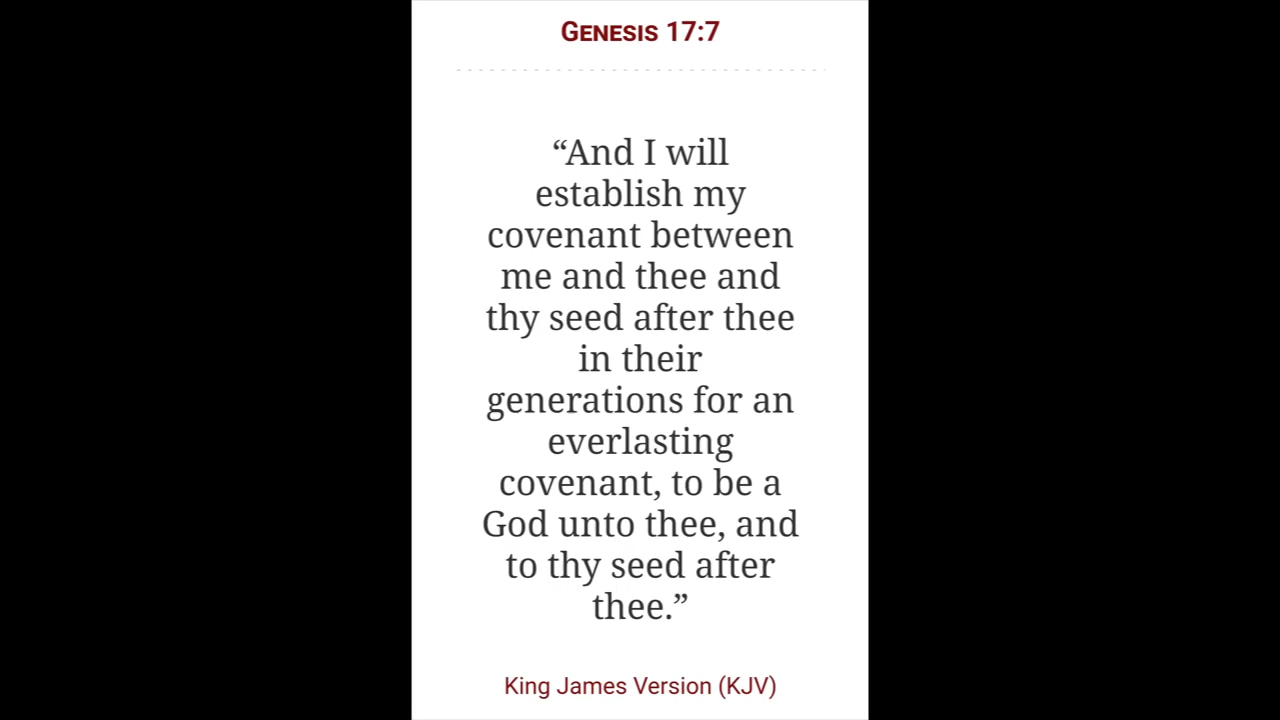 Genesis 17:7
“And I will
establish my
covenant between
me and thee and
thy seed after thee
in their
generations for an
everlasting
covenant, to be a
God unto thee, and
to thy seed after
thee.”
King James Version (KJV)